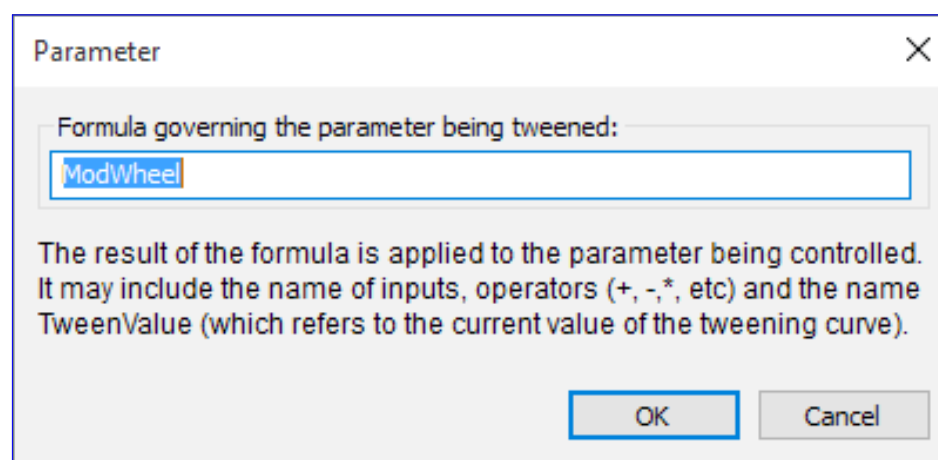 Parameter
Formula governing the parameter being tweened:
ModWheel
The result of the formula is applied to the parameter being controlled.
It may include the name of inputs, operators (+, -,*, etc) and the name
TweenValue (which refers to the current value of the tweening curve).
OK Cancel